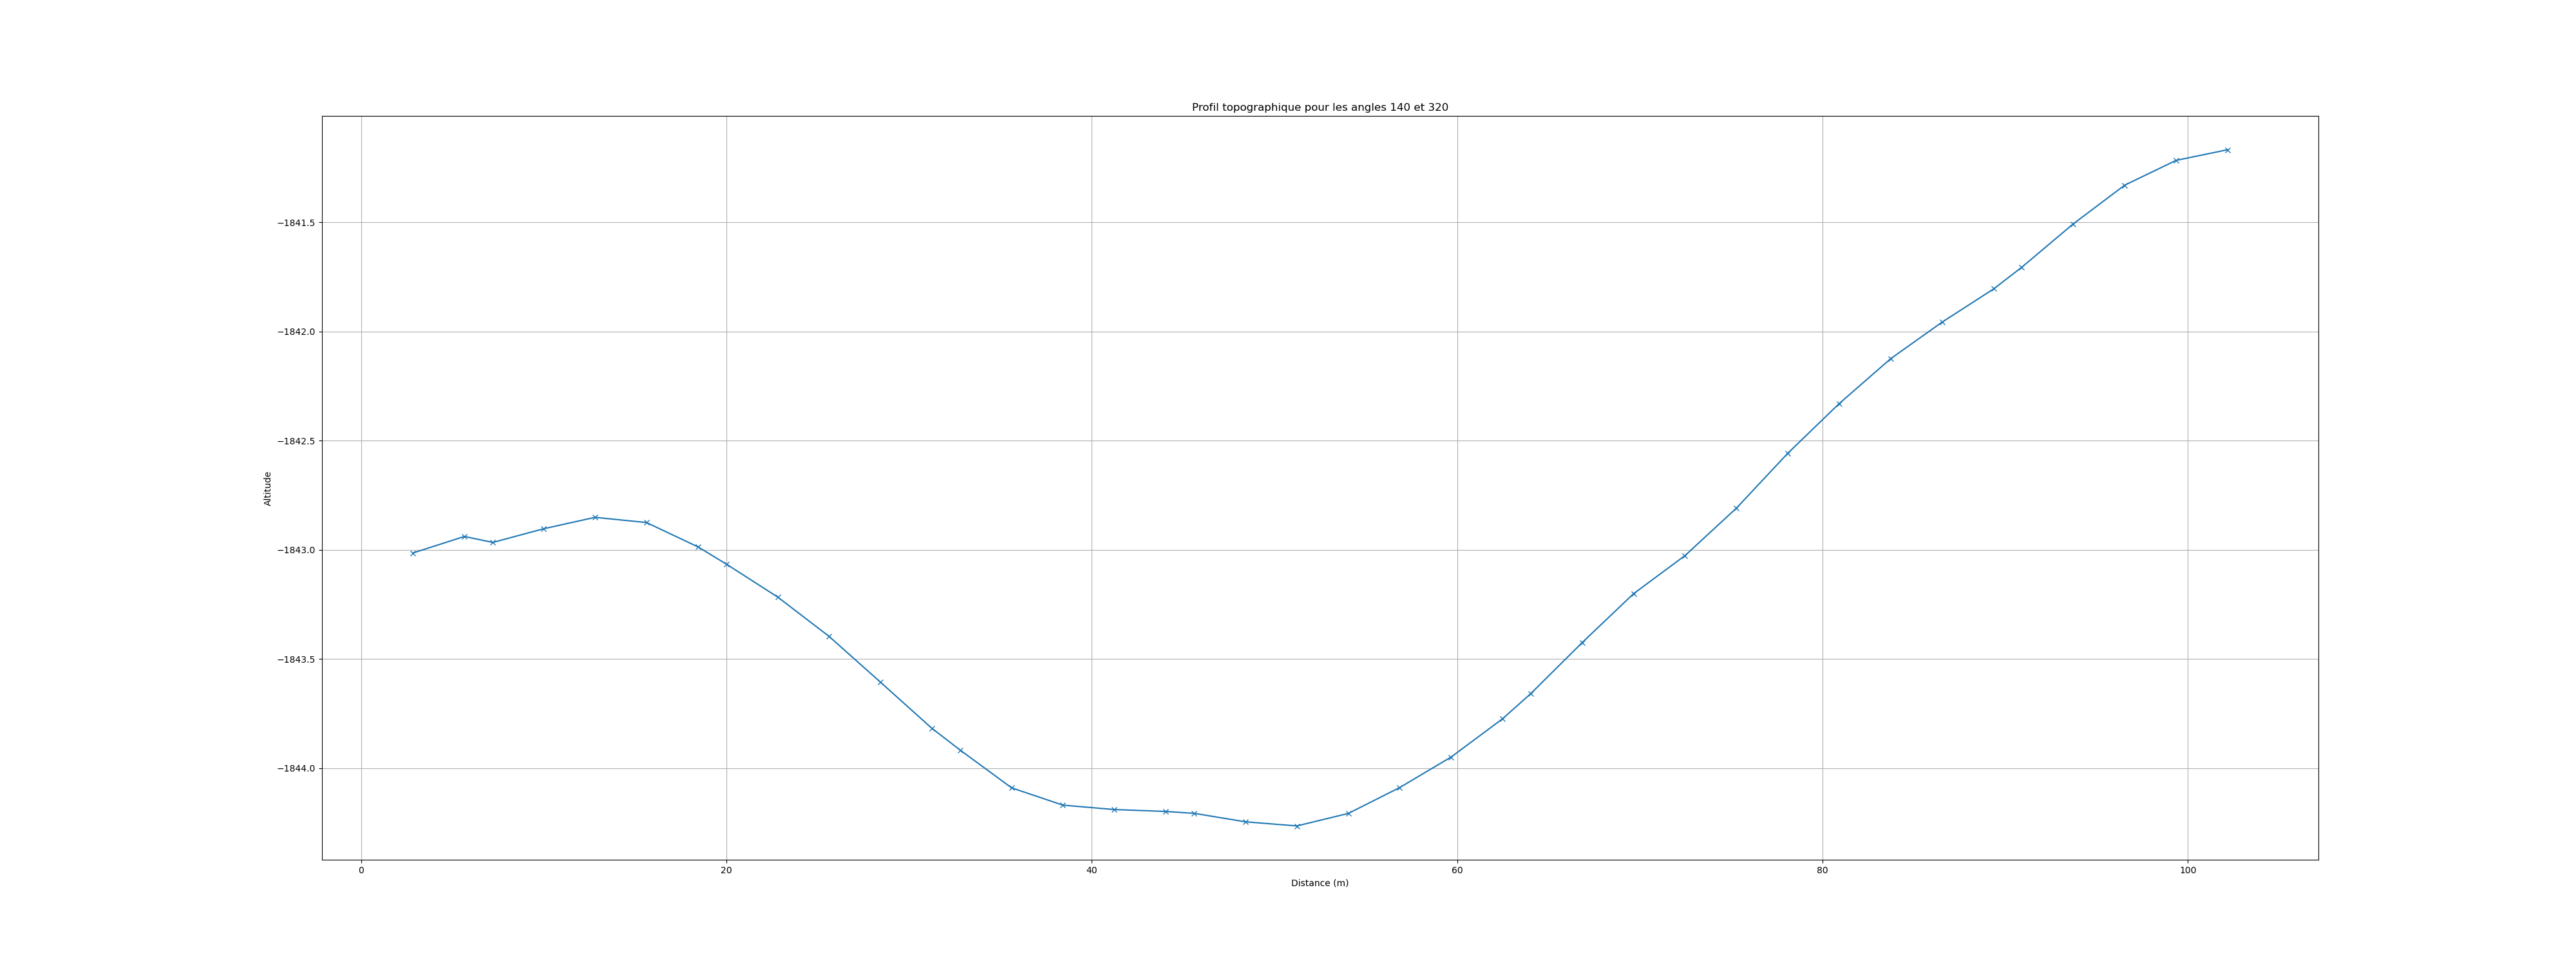 Profil topographique pour les angles 140 et 320
−1841.5
−1842.0
−1842.5
−1843.0
−1843.5
−1844.0
Altitude
0 20 40 60 80 100
Distance (m)